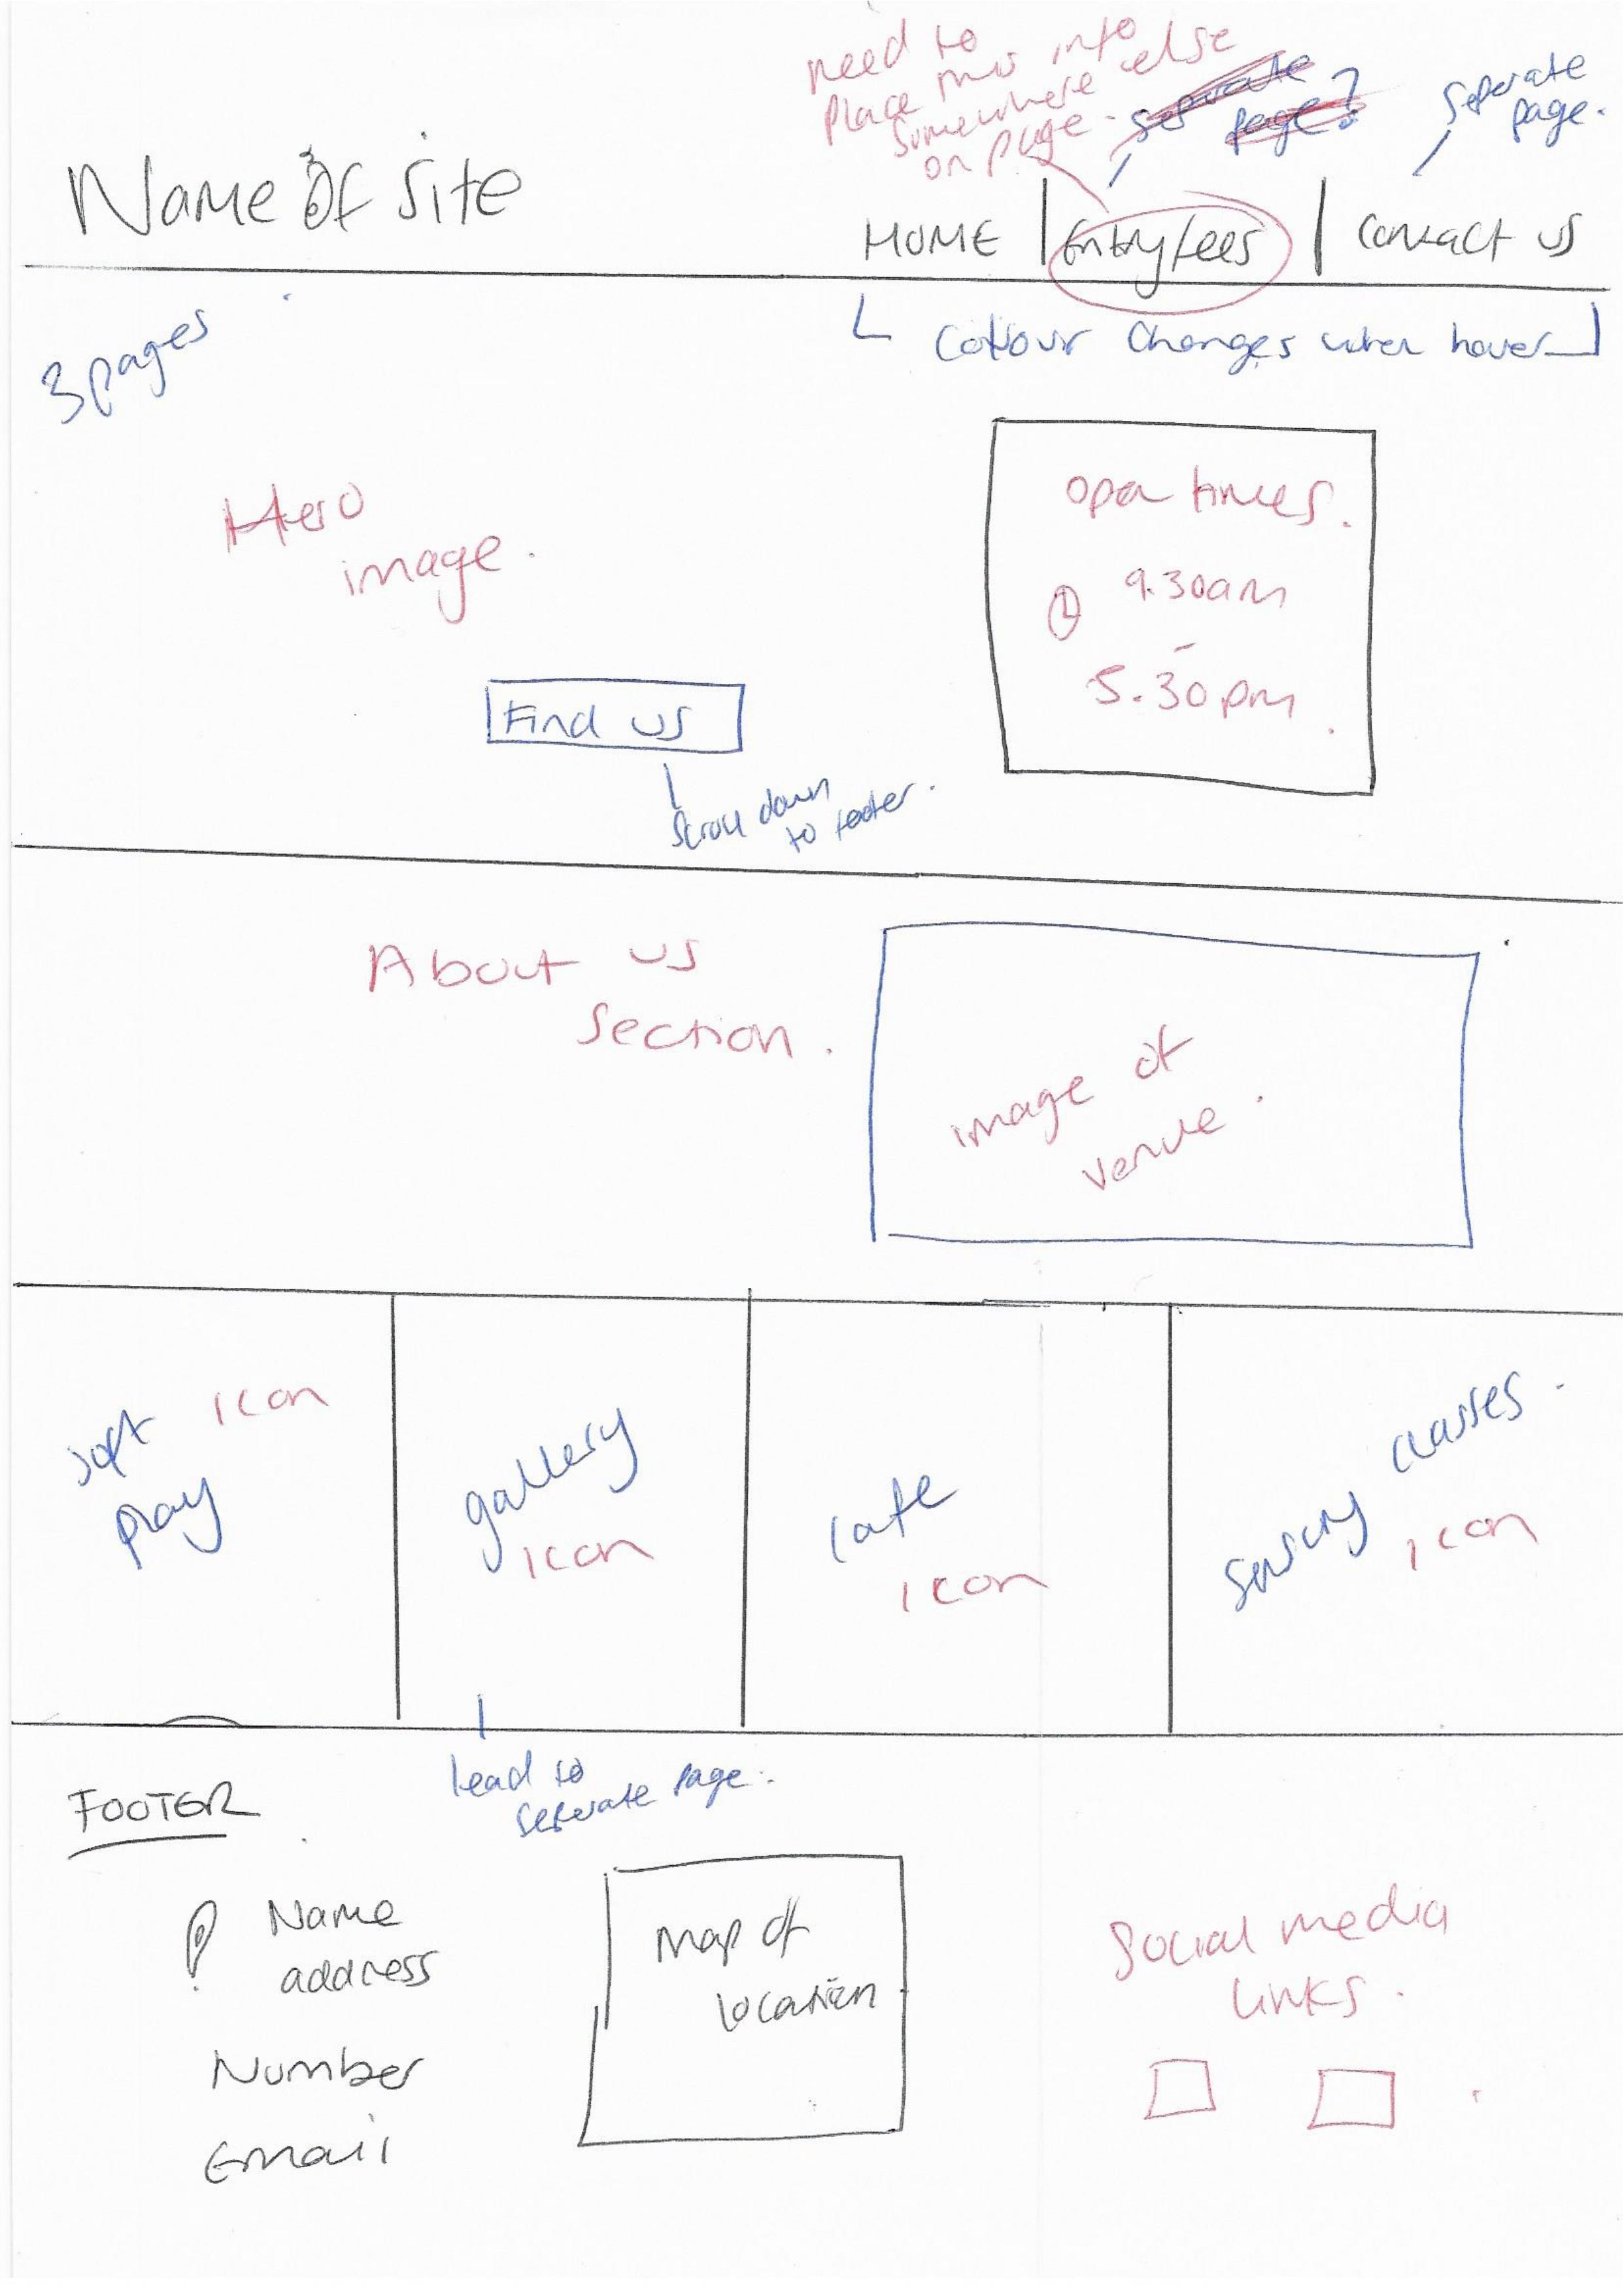 need to
place this info
somewhere else
on page.
seperate
page?
seperate
page.
Name Of Site
HOME | Entry fees | Contact us
3 pages
Colour Changes when hover
Hero
image.
open times.
9.30am
-
5.30pm.
Find us
Scroll down
to footer.
About us
Section.
image of
venue.
soft
play
icon
gallery
icon
cafe
icon
sensory classes.
icon
lead to
seperate page.
FOOTER
Name
address
Number
Email
Map of
location
Social media
links.